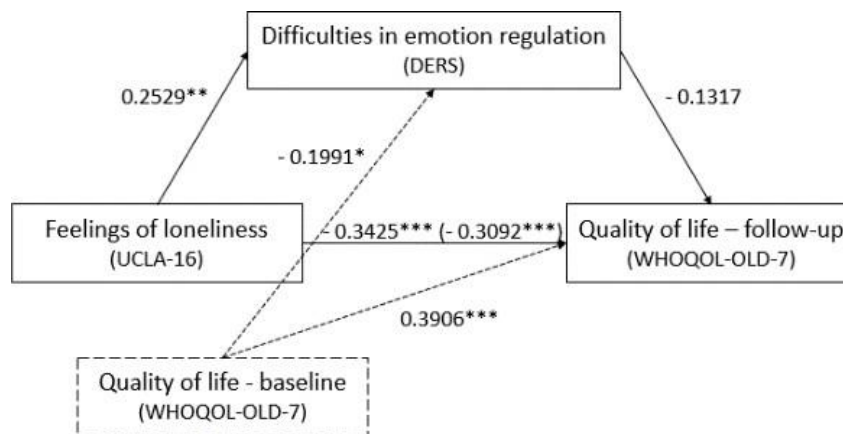 Difficulties in emotion regulation
(DERS)
0.2529**
- 0.1317
- 0.1991*
Feelings of loneliness
(UCLA-16)
- 0.3425*** (- 0.3092***)
Quality of life – follow-up
(WHOQOL-OLD-7)
0.3906***
Quality of life - baseline
(WHOQOL-OLD-7)